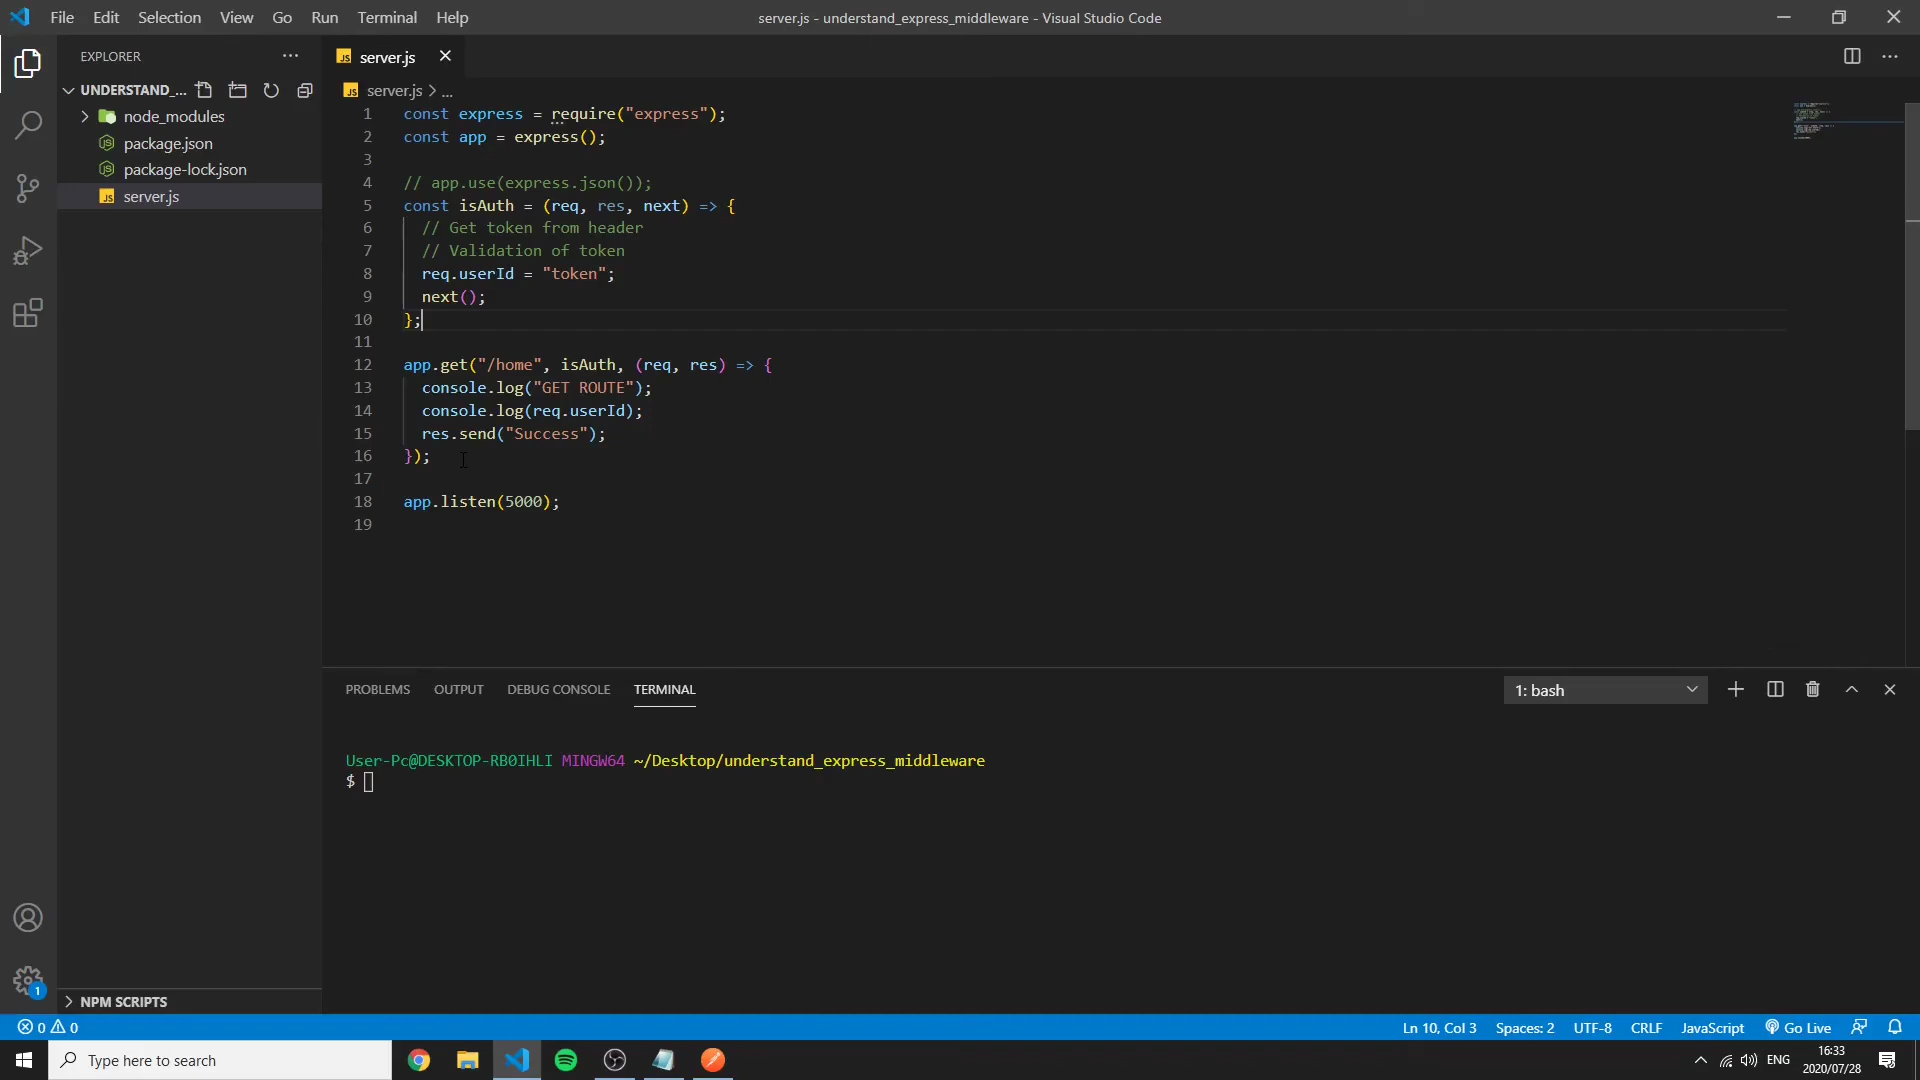 File Edit Selection View Go Run Terminal Help
server.js - understand_express_middleware - Visual Studio Code
EXPLORER
UNDERSTAND_...
node_modules
package.json
package-lock.json
server.js
NPM SCRIPTS
server.js
server.js > ...
1 const express = require("express");
2 const app = express();
3
4 // app.use(express.json());
5 const isAuth = (req, res, next) => {
6 // Get token from header
7 // Validation of token
8 req.userId = "token";
9 next();
10 };
11
12 app.get("/home", isAuth, (req, res) => {
13 console.log("GET ROUTE");
14 console.log(req.userId);
15 res.send("Success");
16 });
17
18 app.listen(5000);
19
PROBLEMS OUTPUT DEBUG CONSOLE TERMINAL
1: bash
User-Pc@DESKTOP-RB0IHLI MINGW64 ~/Desktop/understand_express_middleware
$
1
0 0
Ln 10, Col 3 Spaces: 2 UTF-8 CRLF JavaScript Go Live
Type here to search
ENG
16:33
2020/07/28